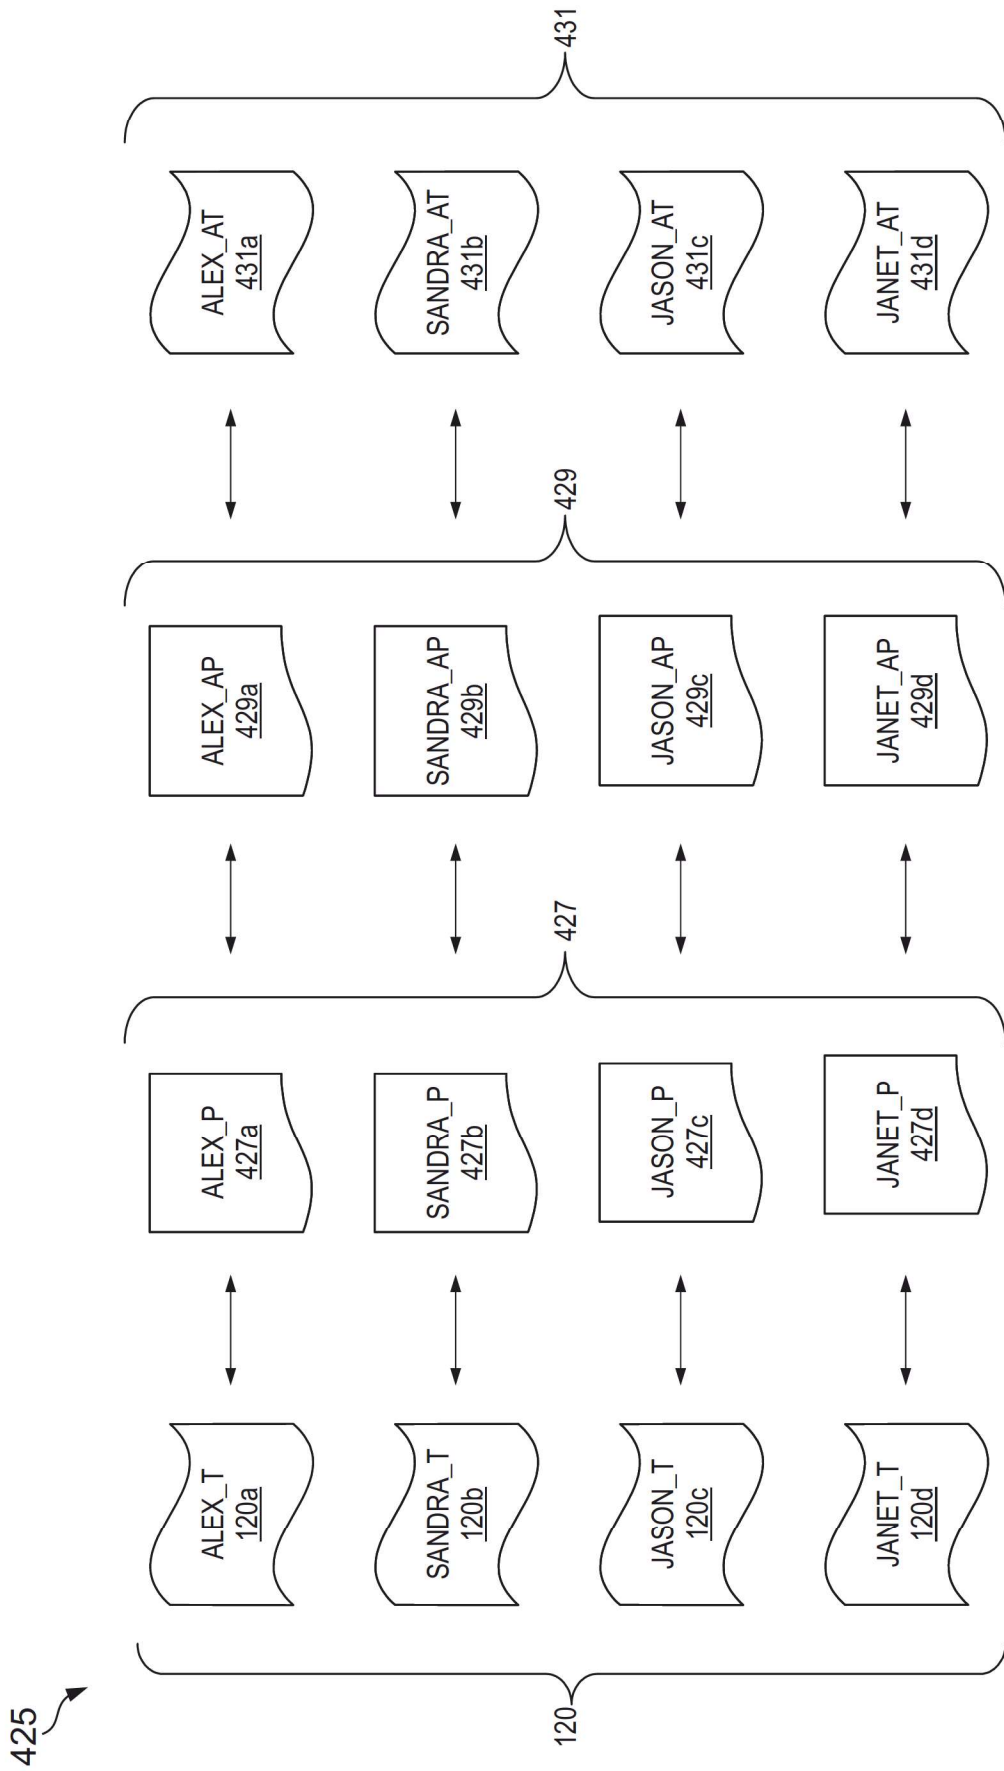 425
120
ALEX_T
120a
SANDRA_T
120b
JASON_T
120c
JANET_T
120d
427
ALEX_P
427a
SANDRA_P
427b
JASON_P
427c
JANET_P
427d
429
ALEX_AP
429a
SANDRA_AP
429b
JASON_AP
429c
JANET_AP
429d
431
ALEX_AT
431a
SANDRA_AT
431b
JASON_AT
431c
JANET_AT
431d